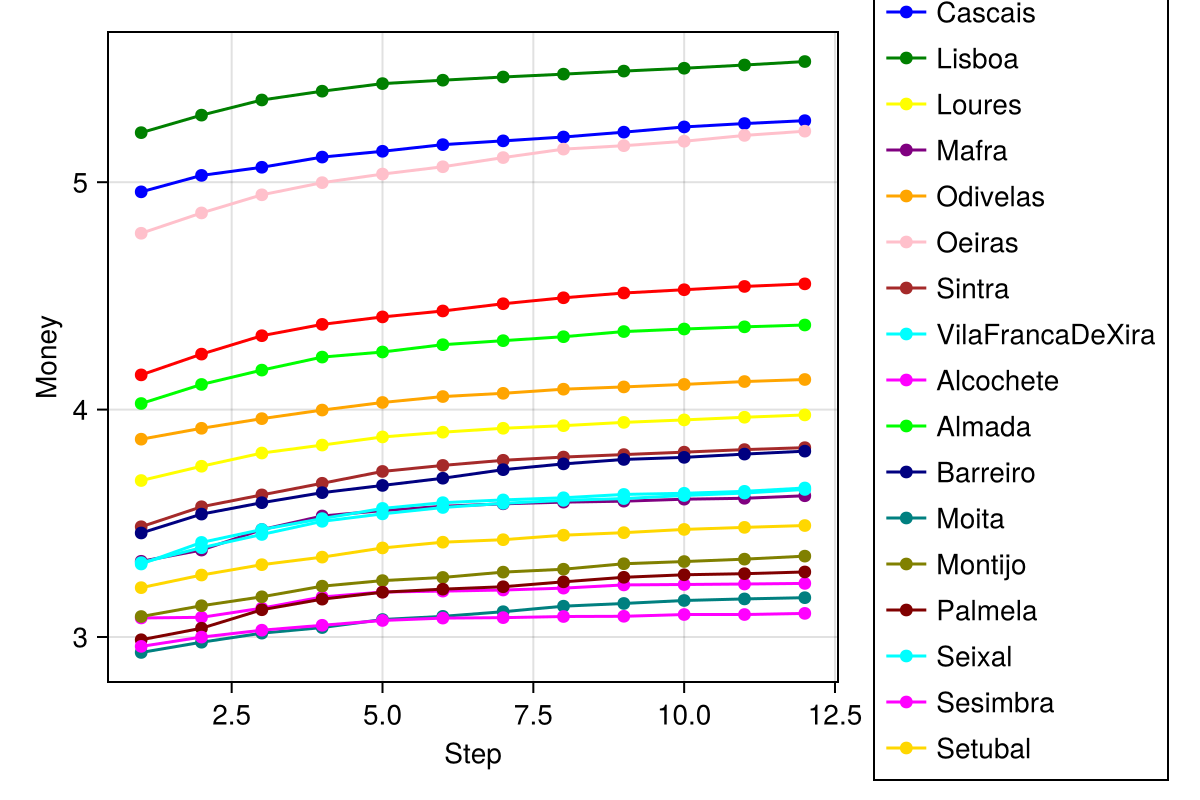 Cascais
Lisboa
Loures
Mafra
Odivelas
Oeiras
Sintra
VilaFrancaDeXira
Alcochete
Almada
Barreiro
Moita
Montijo
Palmela
Seixal
Sesimbra
Setubal
Money
5
4
3
2.5 5.0 7.5 10.0 12.5
Step